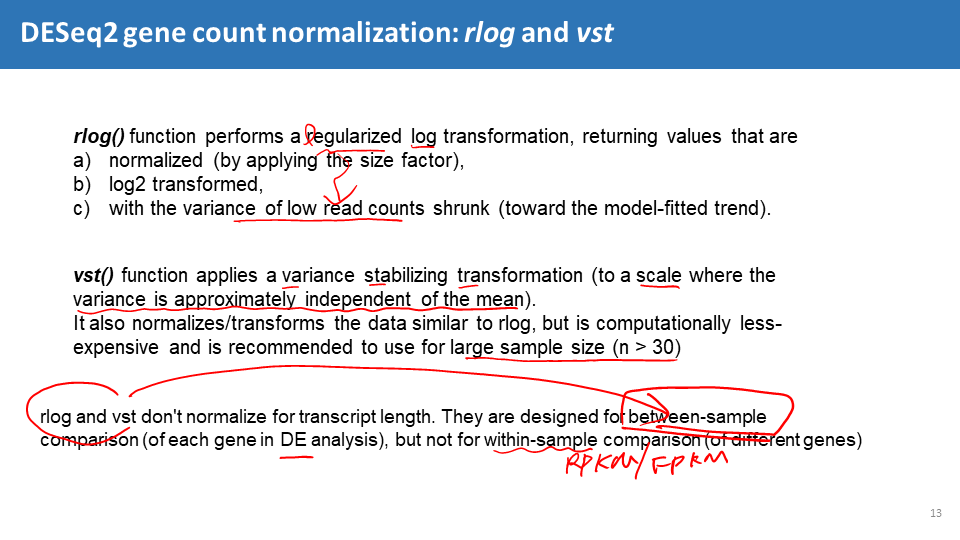 DESeq2 gene count normalization: rlog and vst
rlog() function performs a regularized log transformation, returning values that are
a) normalized (by applying the size factor),
b) log2 transformed,
c) with the variance of low read counts shrunk (toward the model-fitted trend).
vst() function applies a variance stabilizing transformation (to a scale where the
variance is approximately independent of the mean).
It also normalizes/transforms the data similar to rlog, but is computationally less-
expensive and is recommended to use for large sample size (n > 30)
rlog and vst don't normalize for transcript length. They are designed for between-sample
comparison (of each gene in DE analysis), but not for within-sample comparison (of different genes)
RPKM/FPKM
13